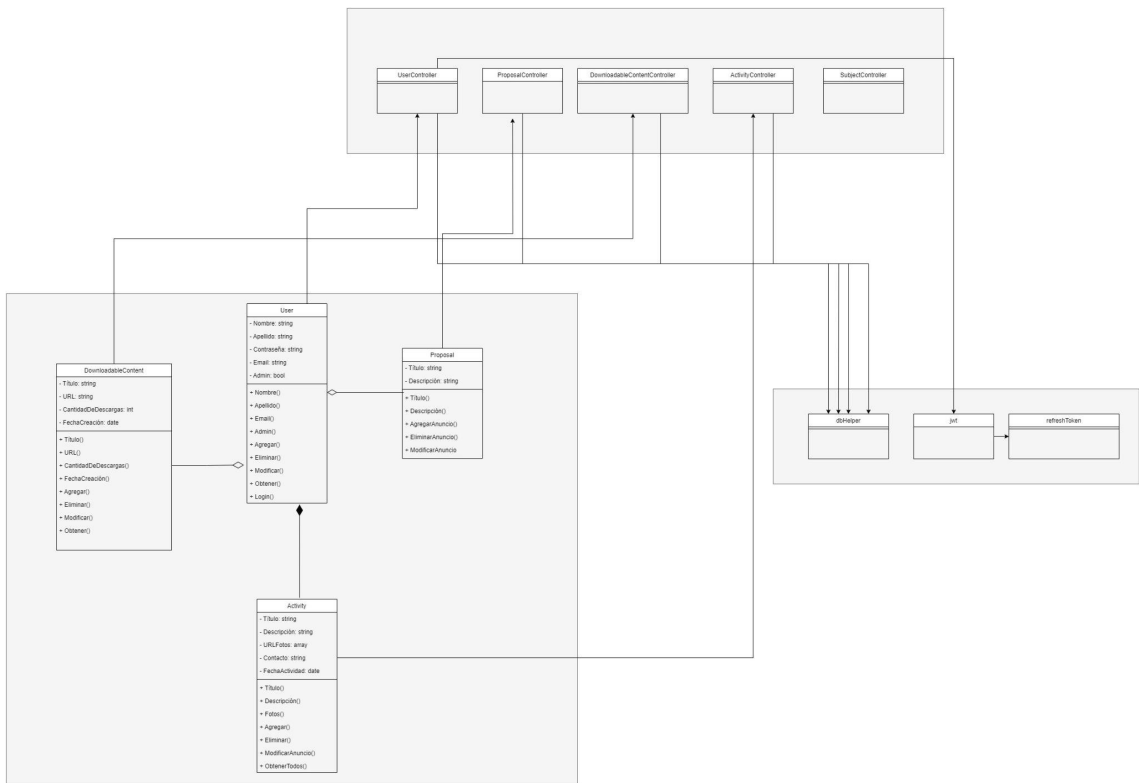 UserController
ProposalController
DownloadableContentController
ActivityController
SubjectController
User
- Nombre: string
- Apellido: string
- Contraseña: string
- Email: string
- Admin: bool
+ Nombre()
+ Apellido()
+ Email()
+ Admin()
+ Agregar()
+ Eliminar()
+ Modificar()
+ Obtener()
+ Login()
Proposal
- Título: string
- Descripción: string
+ Título()
+ Descripción()
+ AgregarAnuncio()
+ EliminarAnuncio()
+ ModificarAnuncio
DownloadableContent
- Título: string
- URL: string
- CantidadDeDescargas: int
- FechaCreación: date
+ Título()
+ URL()
+ CantidadDeDescargas()
+ FechaCreación()
+ Agregar()
+ Eliminar()
+ Modificar()
+ Obtener()
dbHelper
jwt
refreshToken
Activity
- Título: string
- Descripción: string
- URLFotos: array
- Contacto: string
- FechaActividad: date
+ Título()
+ Descripción()
+ Fotos()
+ Agregar()
+ Eliminar()
+ ModificarAnuncio()
+ ObtenerTodos()